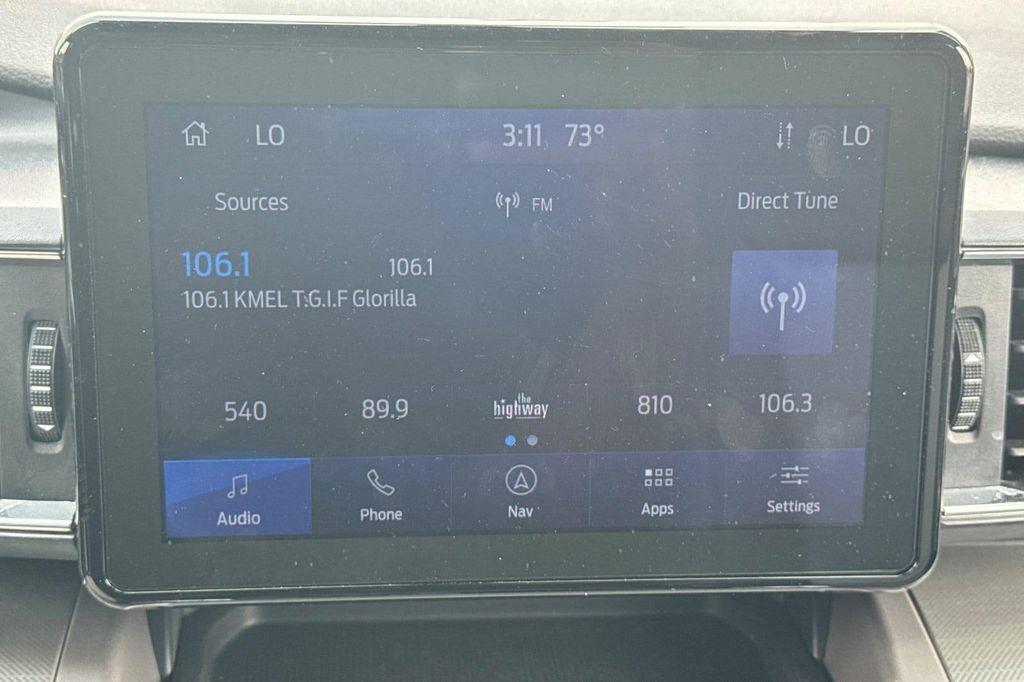 LO 3:11 73° LO
Sources FM Direct Tune
106.1 106.1
106.1 KMEL T.G.I.F Glorilla
540 89.9 the highway 810 106.3
Audio Phone Nav Apps Settings